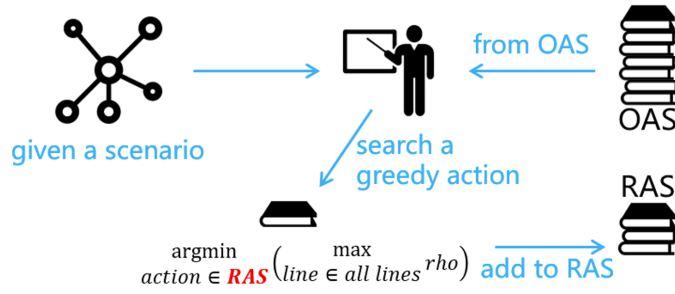 given a scenario
from OAS
OAS
search a
greedy action
RAS
argmin
action ∈ RAS
(
max
line ∈ all lines
rho)
add to RAS